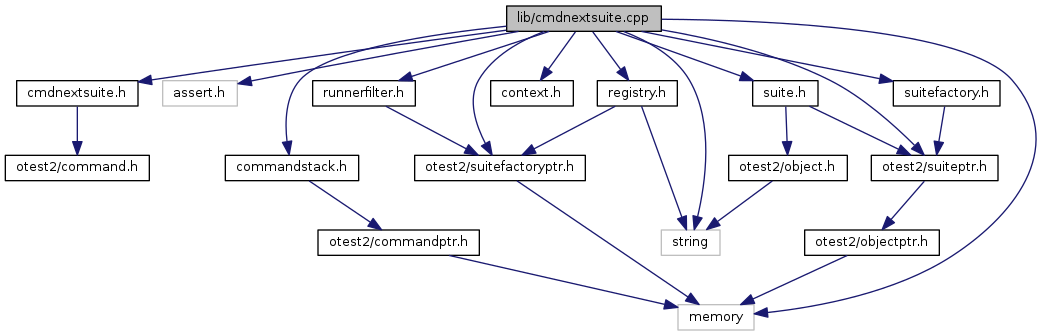 lib/cmdnextsuite.cpp
cmdnextsuite.h
assert.h
runnerfilter.h
context.h
registry.h
suite.h
suitefactory.h
otest2/command.h
commandstack.h
otest2/suitefactoryptr.h
otest2/object.h
otest2/suiteptr.h
otest2/commandptr.h
string
otest2/objectptr.h
memory